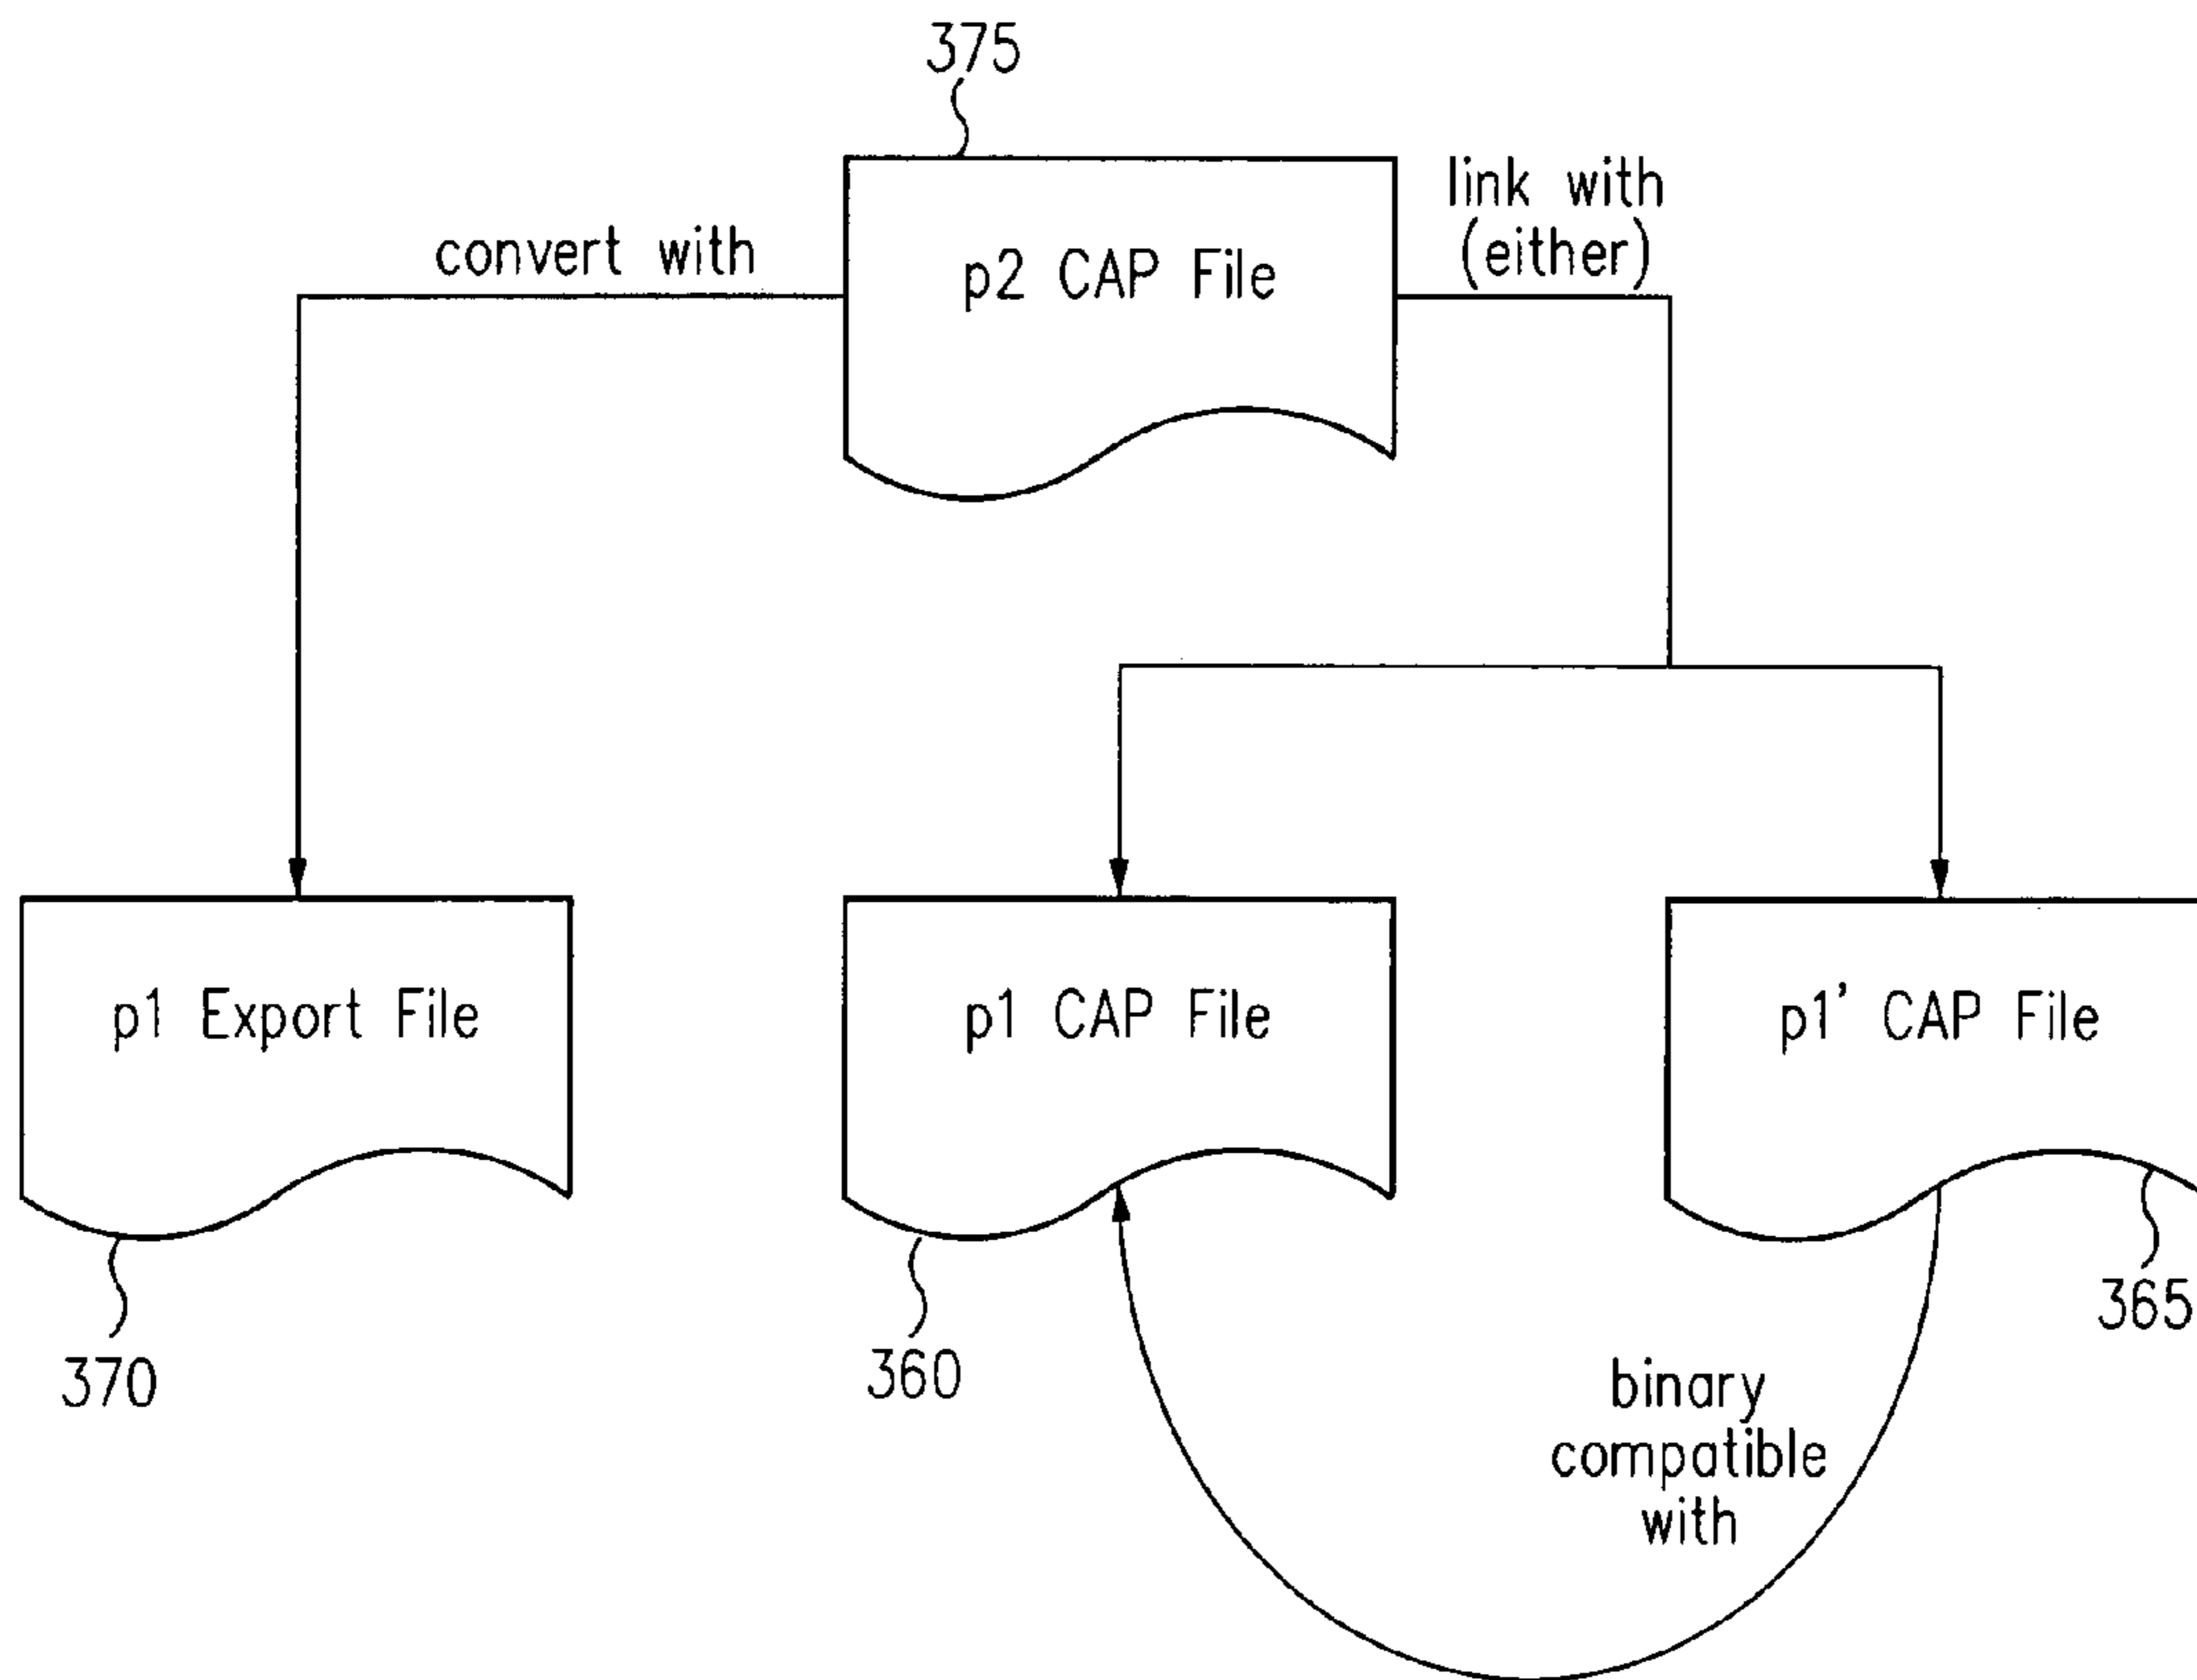 375
link with
(either)
convert with
p2 CAP File
p1 Export File
p1 CAP File
p1' CAP File
365
370
360
binary
compatible
with